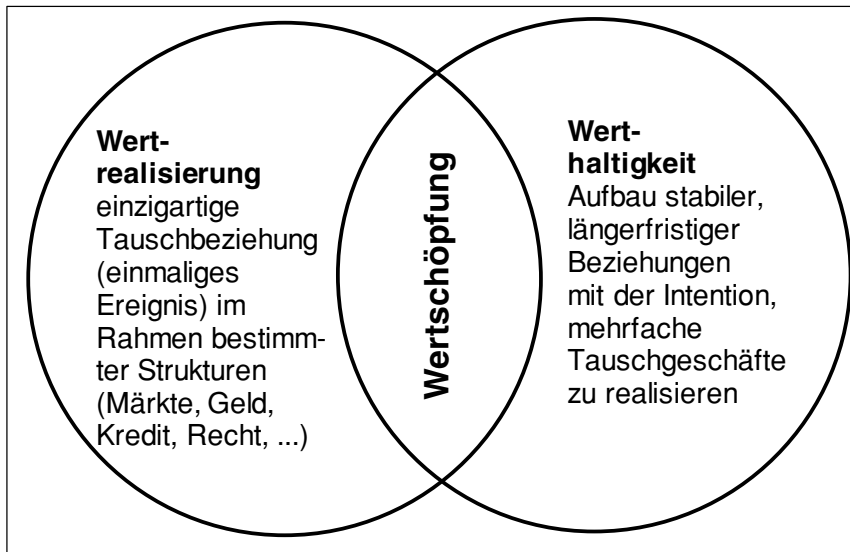 Wert-
realisierung
einzigartige
Tauschbeziehung
(einmaliges
Ereignis) im
Rahmen bestimm-
ter Strukturen
(Märkte, Geld,
Kredit, Recht, ...)
Wertschöpfung
Wert-
haltigkeit
Aufbau stabiler,
längerfristiger
Beziehungen
mit der Intention,
mehrfache
Tauschgeschäfte
zu realisieren